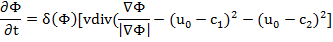 ∂Φ/∂t = δ(Φ)[vdiv(∇Φ/|∇Φ| − (u₀ − c₁)² − (u₀ − c₂)²]